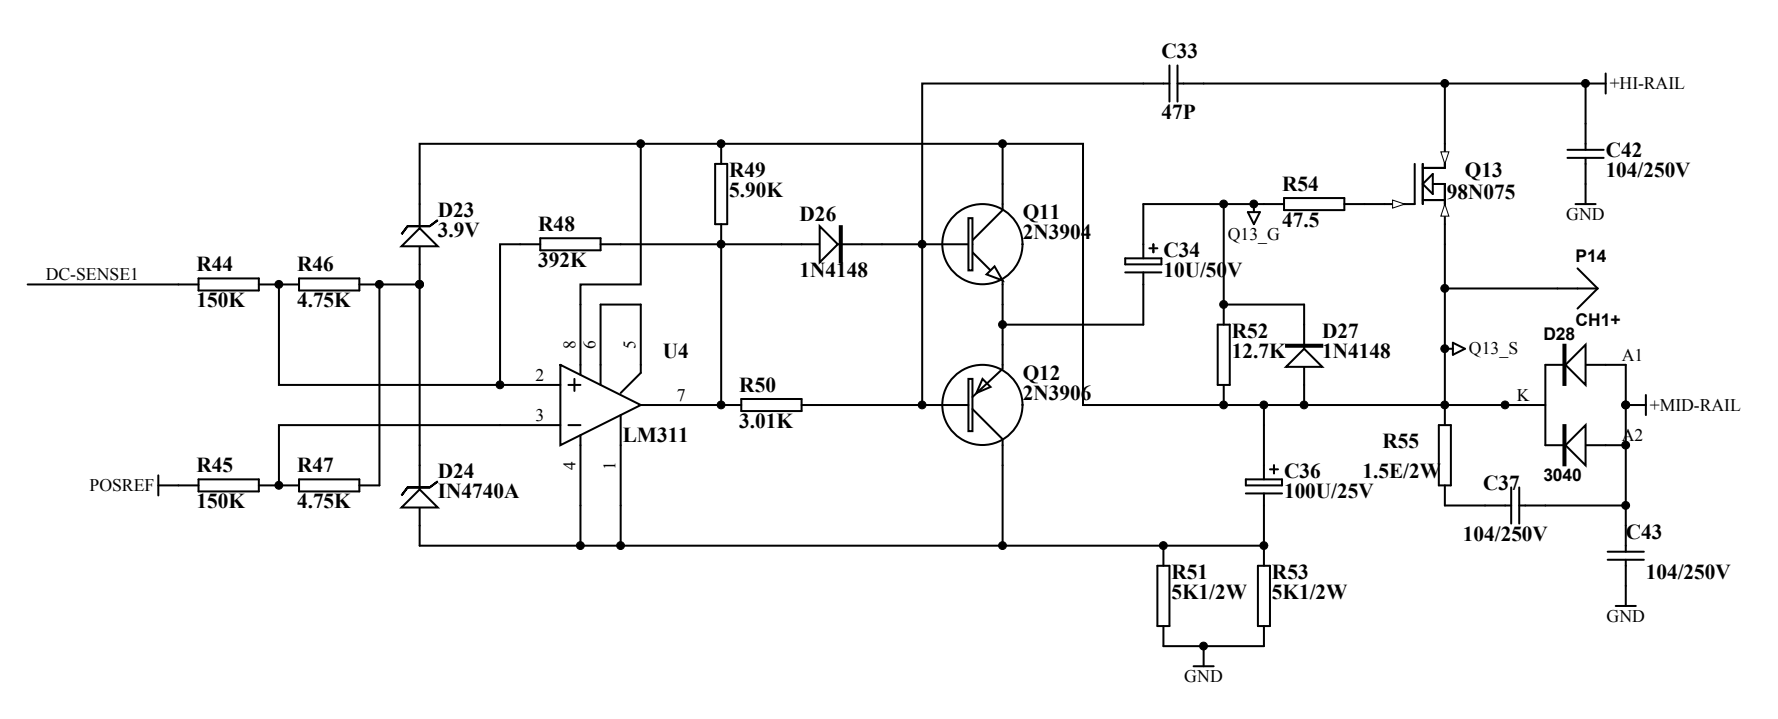 C33
47P
+HI-RAIL
C42
104/250V
GND
Q13
98N075
R54
47.5
Q13_G
R49
5.90K
D23
3.9V
R48
392K
D26
1N4148
Q11
2N3904
C34
10U/50V
DC-SENSE1
R44
150K
R46
4.75K
P14
CH1+
8
6
5
U4
R52
12.7K
D27
1N4148
Q13_S
D28
A1
2
3
7
LM311
R50
3.01K
Q12
2N3906
K
+MID-RAIL
A2
3040
POSREF
R45
150K
R47
4.75K
D24
IN4740A
4
1
C36
100U/25V
R55
1.5E/2W
C37
104/250V
C43
104/250V
GND
R51
5K1/2W
R53
5K1/2W
GND